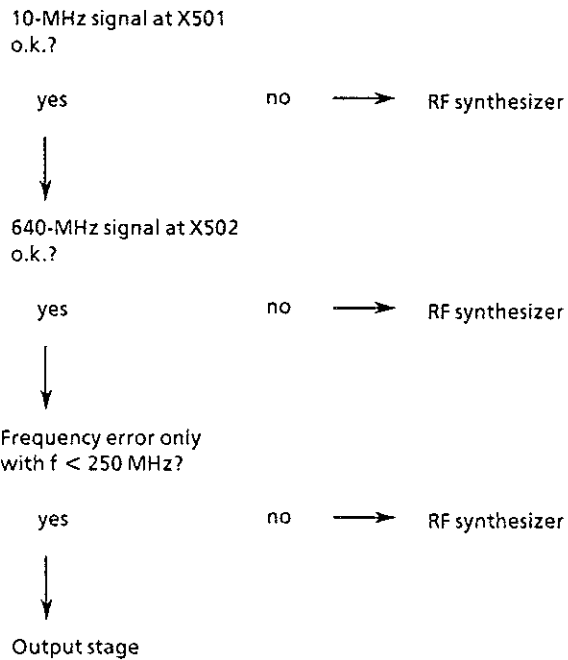 10-MHz signal at X501
o.k.?
yes no RF synthesizer
640-MHz signal at X502
o.k.?
yes no RF synthesizer
Frequency error only
with f < 250 MHz?
yes no RF synthesizer
Output stage